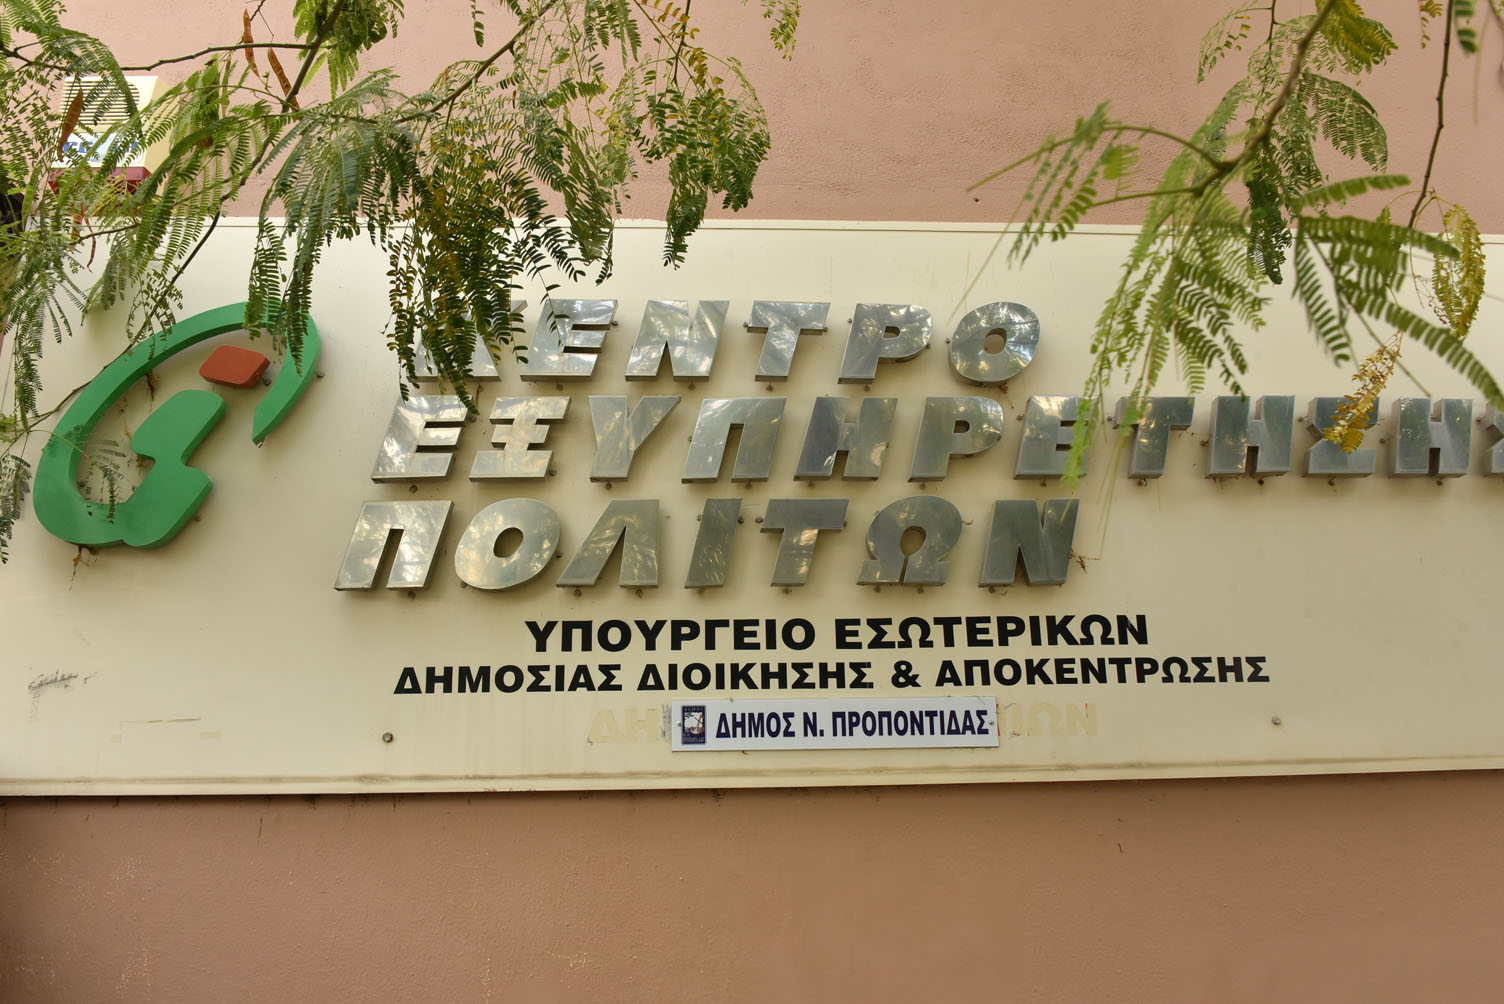 ΚΕΝΤΡΟ
ΕΞΥΠΗΡΕΤΗΣΗΣ
ΠΟΛΙΤΩΝ
ΥΠΟΥΡΓΕΙΟ ΕΣΩΤΕΡΙΚΩΝ
ΔΗΜΟΣΙΑΣ ΔΙΟΙΚΗΣΗΣ & ΑΠΟΚΕΝΤΡΩΣΗΣ
ΔΗΜΟΣ Ν. ΠΡΟΠΟΝΤΙΔΑΣ